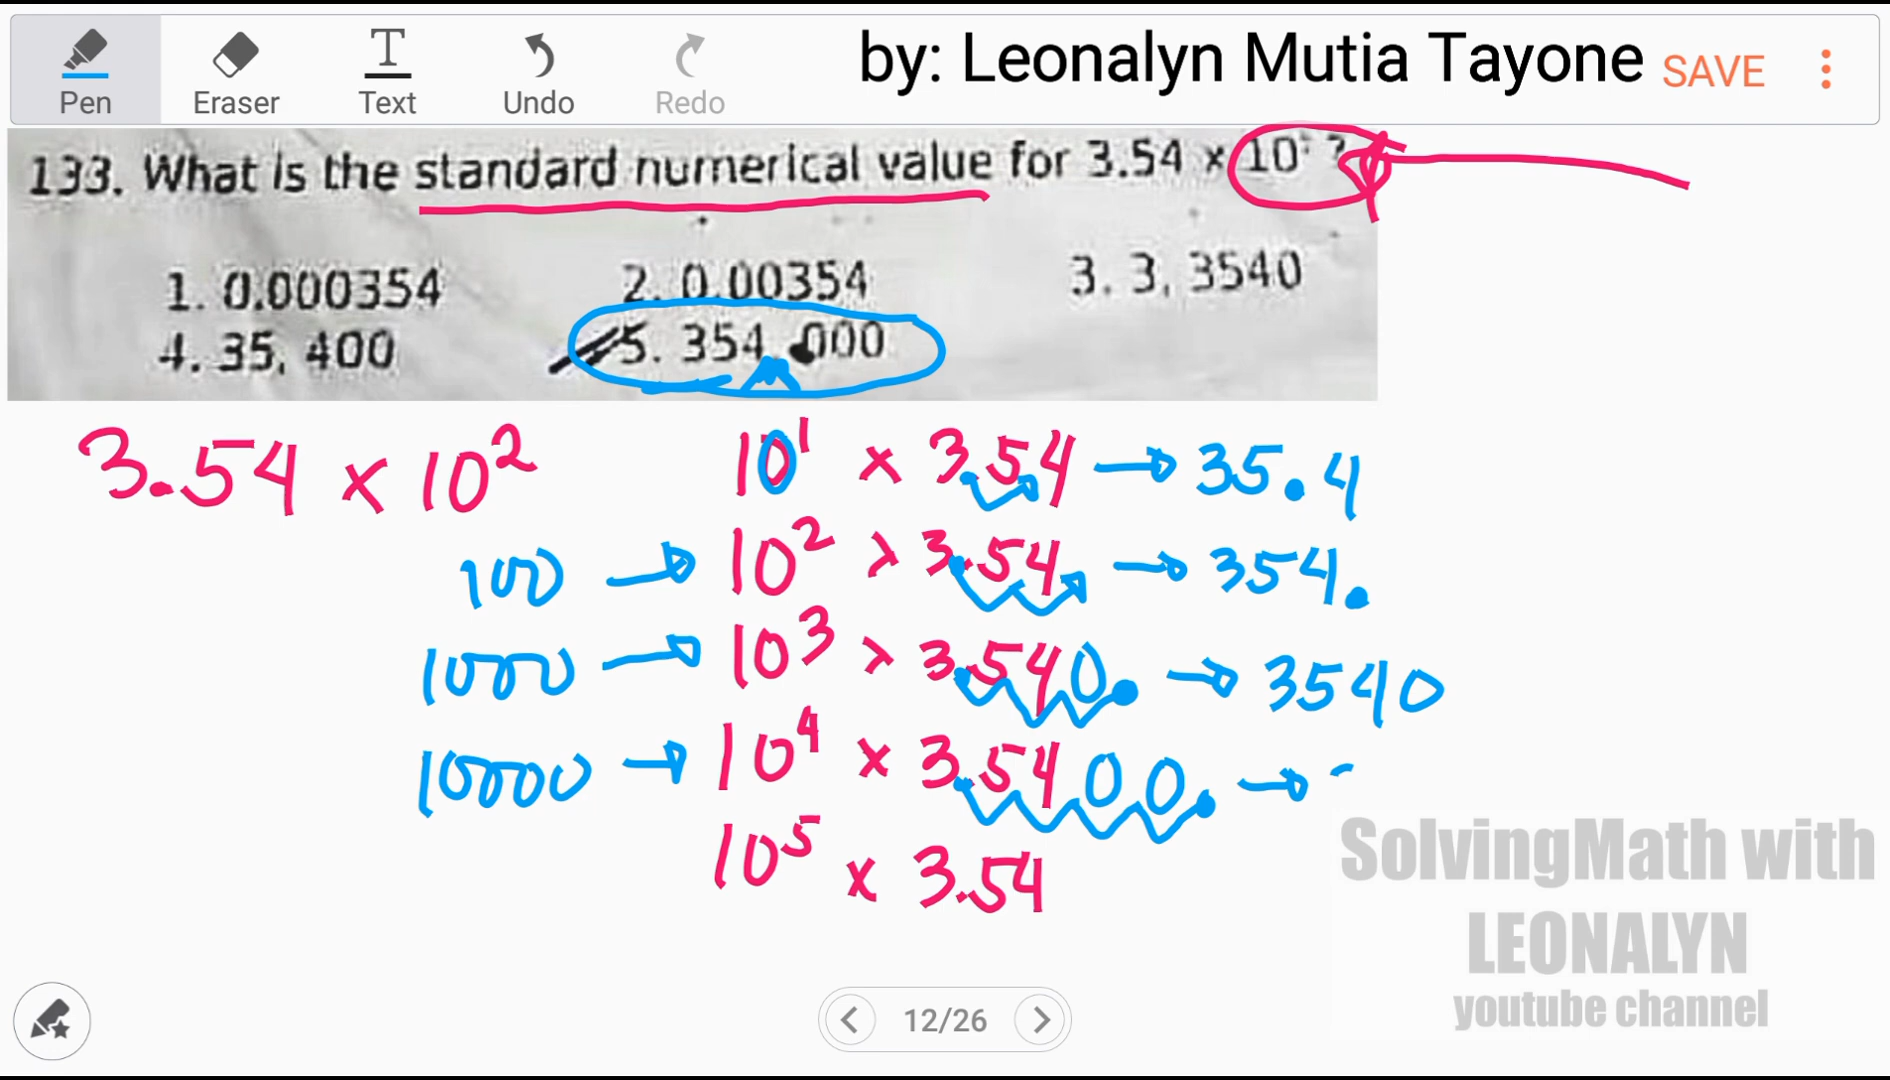 by: Leonalyn Mutia Tayone
SAVE
Pen
Eraser
Text
Undo
Redo
133. What is the standard numerical value for 3.54 × 10 ?
1. 0.000354
2. 0.00354
3. 3, 3540
4. 35, 400
5. 354 000
3.54 × 10²
10¹ × 3.54 → 35.4
100 → 10² × 3.54 → 354.
1000 → 10³ × 3.540. → 3540
10000 → 10⁴ × 3.5400. →
10⁵ × 3.54
SolvingMath with
LEONALYN
youtube channel
12/26